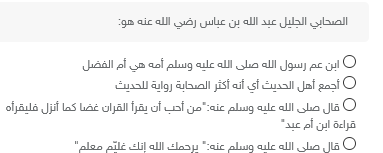 الصحابي الجليل عبد الله بن عباس رضي الله عنه هو:
ابن عم رسول الله صلى الله عليه وسلم أمه هي أم الفضل
أجمع أهل الحديث أي أنه أكثر الصحابة رواية للحديث
قال صلى الله عليه وسلم عنه:"من أحب أن يقرأ القران غضا كما أنزل فليقرأه
قراءة ابن أم عبد"
قال صلى الله عليه وسلم عنه:" يرحمك الله إنك غليّم معلم"